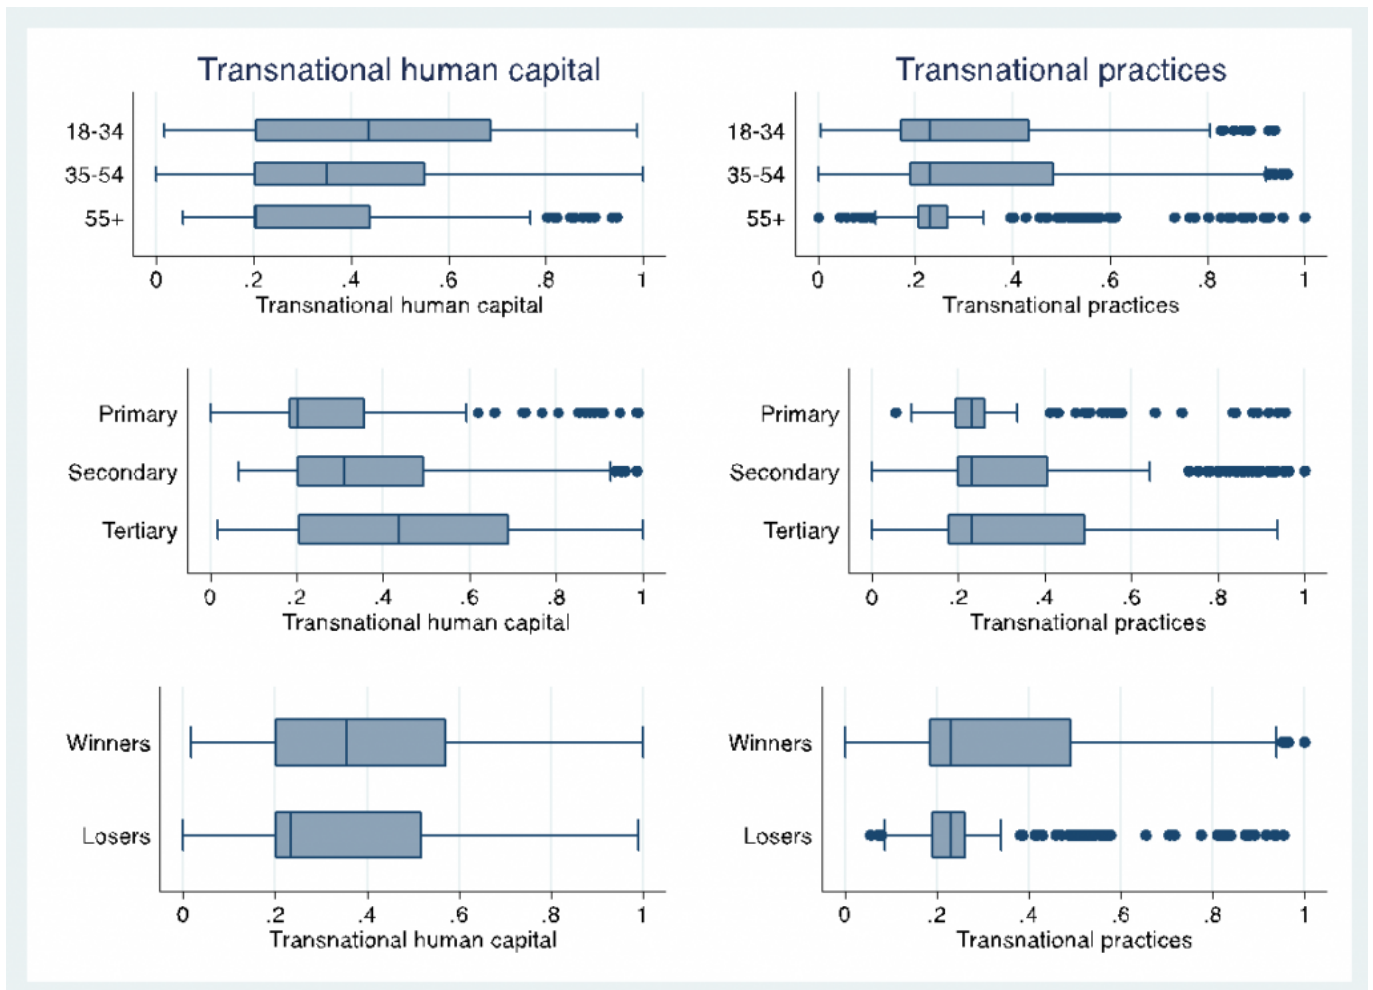 Transnational human capital
18-34
35-54
55+
0 .2 .4 .6 .8 1
Transnational human capital
Transnational practices
18-34
35-54
55+
0 .2 .4 .6 .8 1
Transnational practices
Primary
Secondary
Tertiary
0 .2 .4 .6 .8 1
Transnational human capital
Primary
Secondary
Tertiary
0 .2 .4 .6 .8 1
Transnational practices
Winners
Losers
0 .2 .4 .6 .8 1
Transnational human capital
Winners
Losers
0 .2 .4 .6 .8 1
Transnational practices